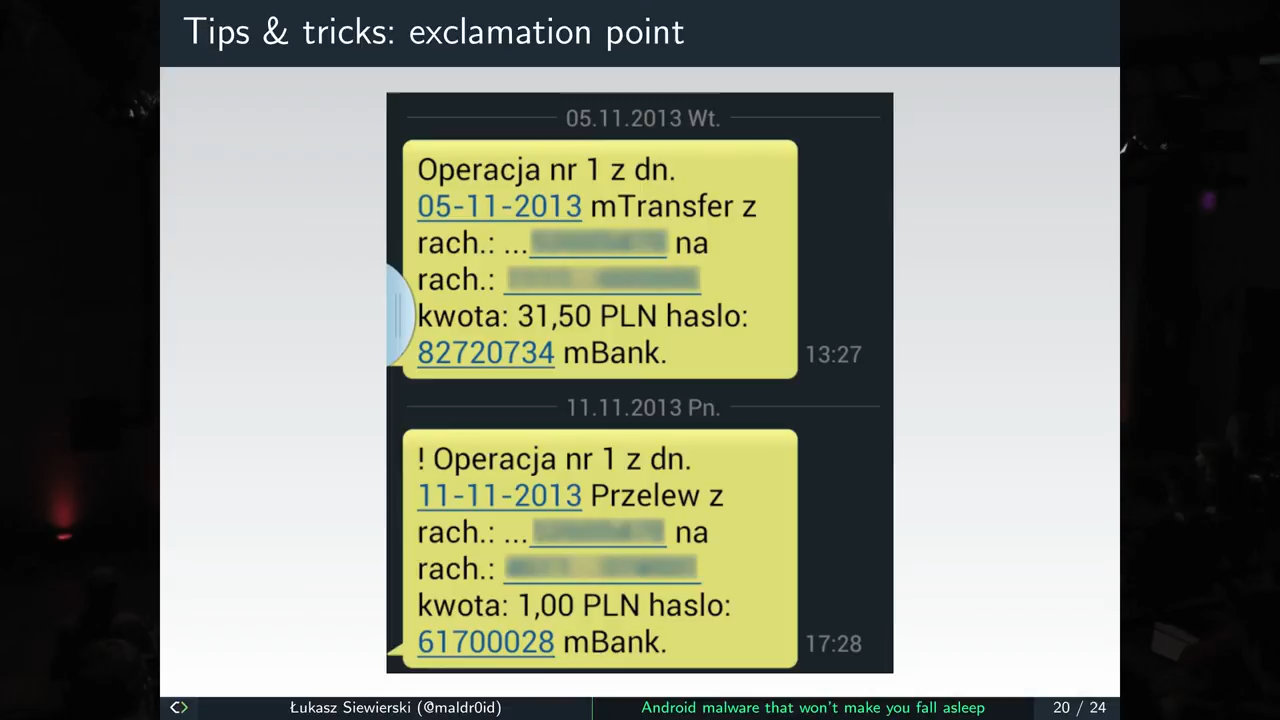 Tips & tricks: exclamation point
05.11.2013 Wt.
Operacja nr 1 z dn.
05-11-2013 mTransfer z
rach.: ... na
rach.:
kwota: 31,50 PLN haslo:
82720734 mBank.
13:27
11.11.2013 Pn.
! Operacja nr 1 z dn.
11-11-2013 Przelew z
rach.: ... na
rach.:
kwota: 1,00 PLN haslo:
61700028 mBank.
17:28
Łukasz Siewierski (@maldr0id)
Android malware that won't make you fall asleep
20 / 24